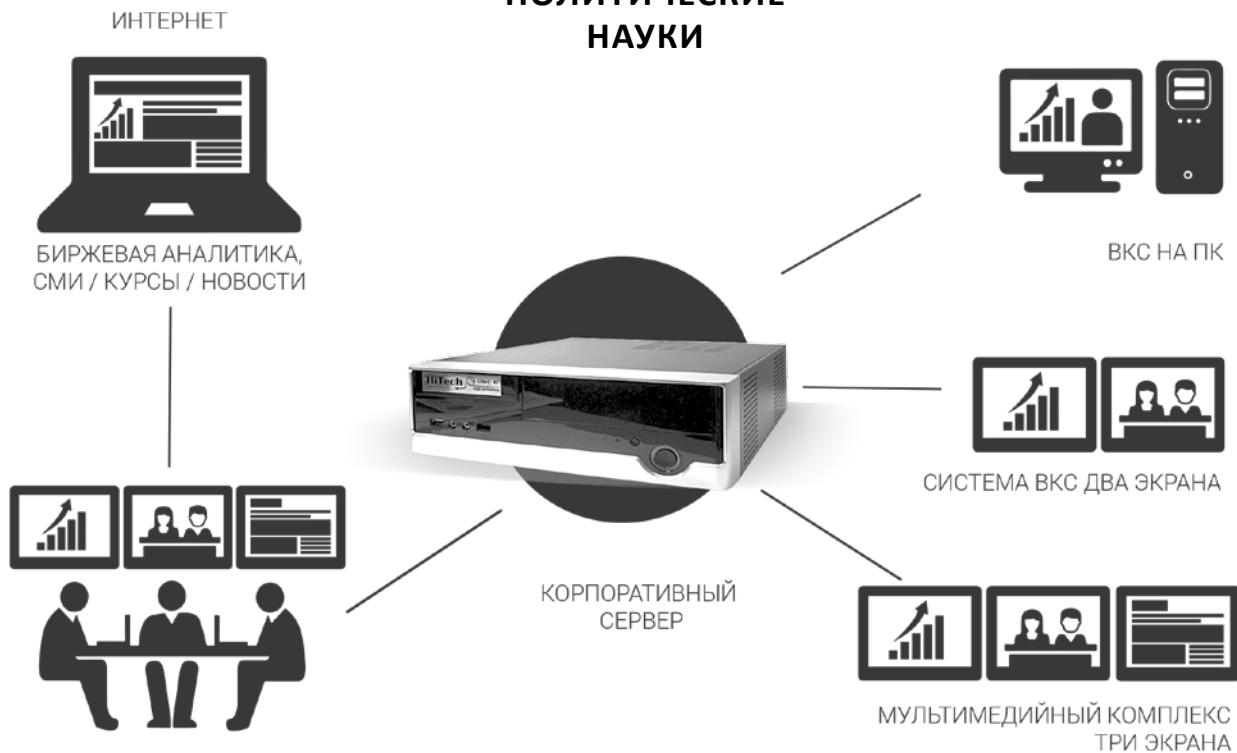 ПОЛИТИЧЕСКИЕ
НАУКИ
ИНТЕРНЕТ
БИРЖЕВАЯ АНАЛИТИКА,
СМИ / КУРСЫ / НОВОСТИ
ВКС НА ПК
HiTech
СИСТЕМА ВКС ДВА ЭКРАНА
КОРПОРАТИВНЫЙ
СЕРВЕР
МУЛЬТИМЕДИЙНЫЙ КОМПЛЕКС
ТРИ ЭКРАНА